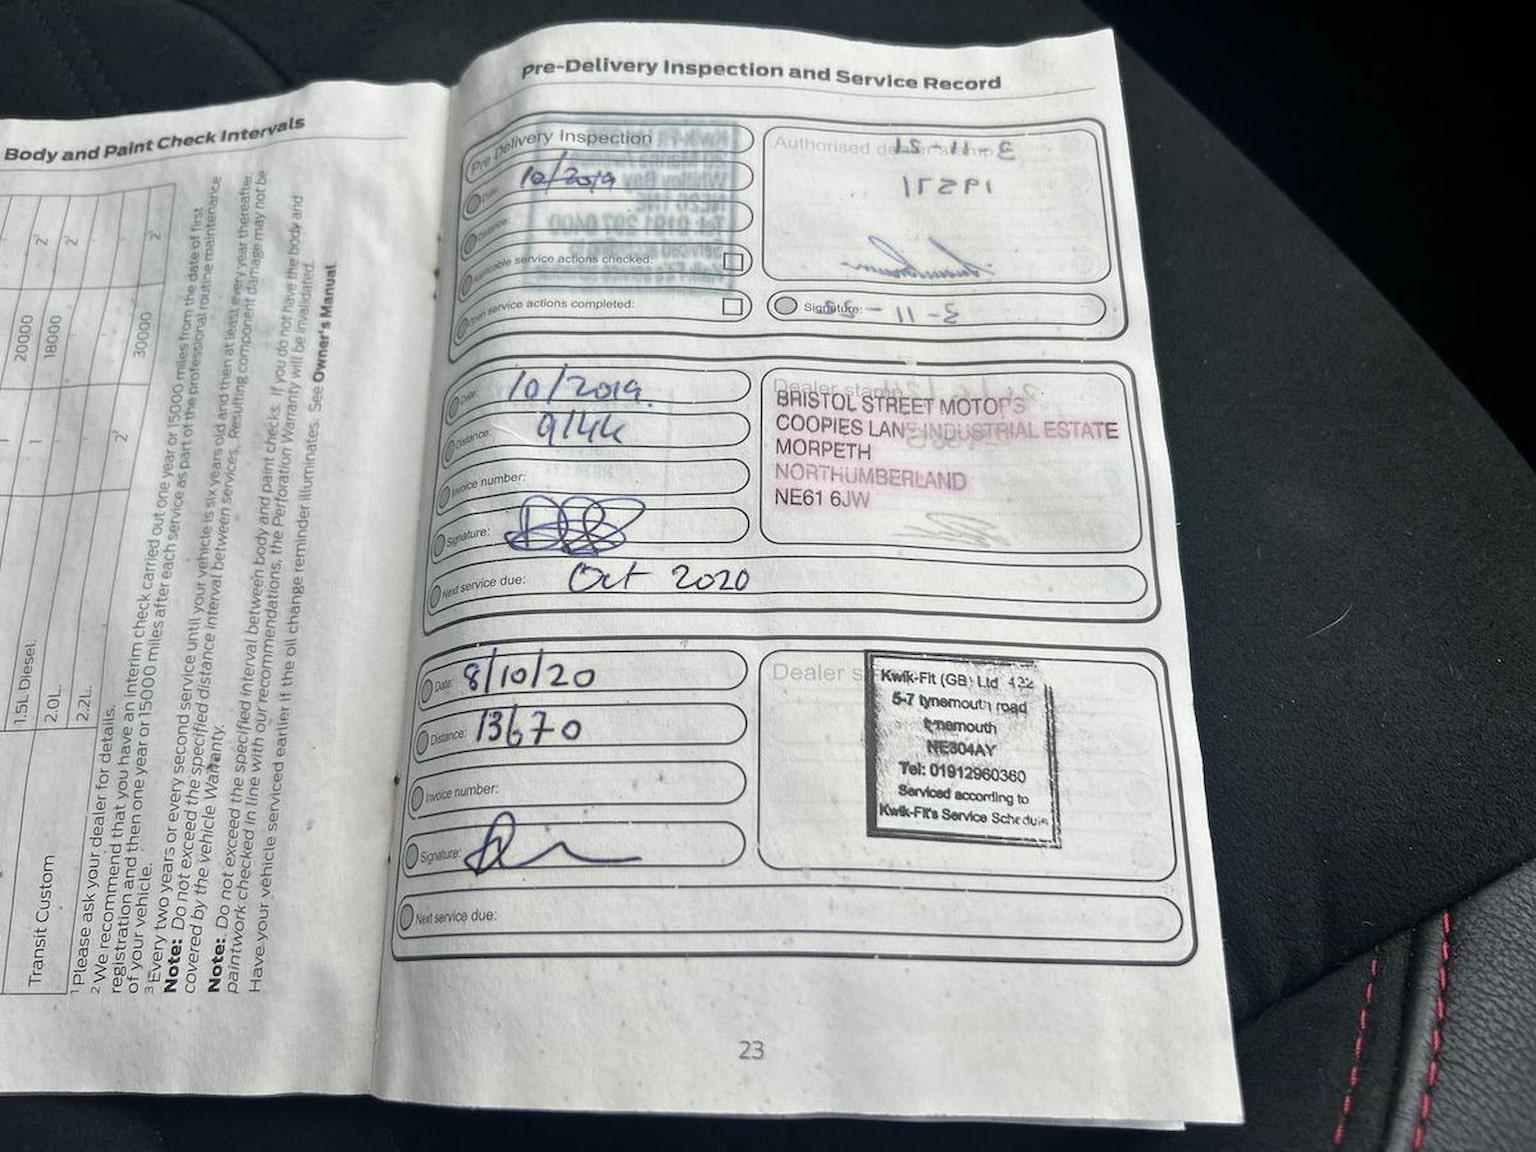 Body and Paint Check Intervals
20000
18000
30000
1.5L Diesel.
2.0L.
2.2L.
Transit Custom
1 Please ask your dealer for details.
2 We recommend that you have an interim check carried out one year or 15000 miles from the date of first
registration and then one year or 15000 miles after each service as part of the professional routine maintenance
of your vehicle.
3 Every two years or every second service until your vehicle is six years old and then at least every year thereafter.
Note: Do not exceed the specified distance interval between services. Resulting component damage may not be
covered by the vehicle Warranty.
Note: Do not exceed the specified interval between body and paint checks. If you do not have the body and
paintwork checked in line with our recommendations, the Perforation Warranty will be invalidated.
Have your vehicle serviced earlier if the oil change reminder illuminates. See Owner's Manual.
Pre-Delivery Inspection and Service Record
Pre Delivery Inspection
Date: 10/2019
Distance:
Applicable service actions checked:
Open service actions completed:
Authorised dealer stamp
Signature:
Date: 10/2019.
Distance: 9144
Invoice number:
Signature:
Next service due: Oct 2020
Dealer stamp
BRISTOL STREET MOTORS
COOPIES LANE INDUSTRIAL ESTATE
MORPETH
NORTHUMBERLAND
NE61 6JW
Date: 8/10/20
Distance: 13670
Invoice number:
Signature:
Next service due:
Dealer s
Kwik-Fit (GB) Ltd 422
5-7 tynemouth road
tynemouth
NE304AY
Tel: 01912960360
Serviced according to
Kwik-Fit's Service Schedule
23